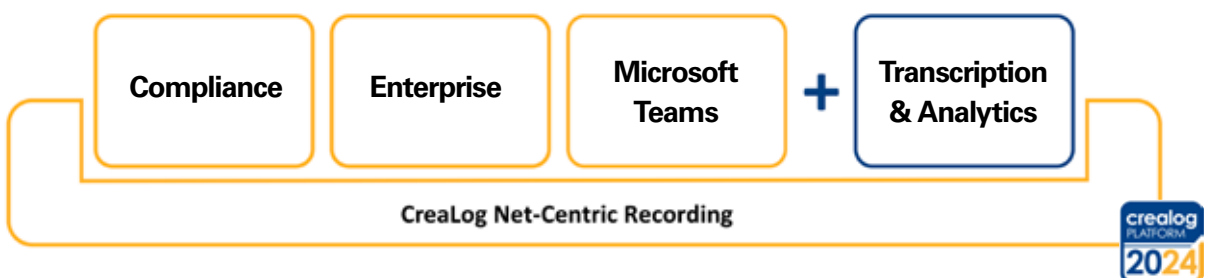 Compliance
Enterprise
Microsoft
Teams
+
Transcription
& Analytics
CreaLog Net-Centric Recording
crealog
PLATFORM
2024